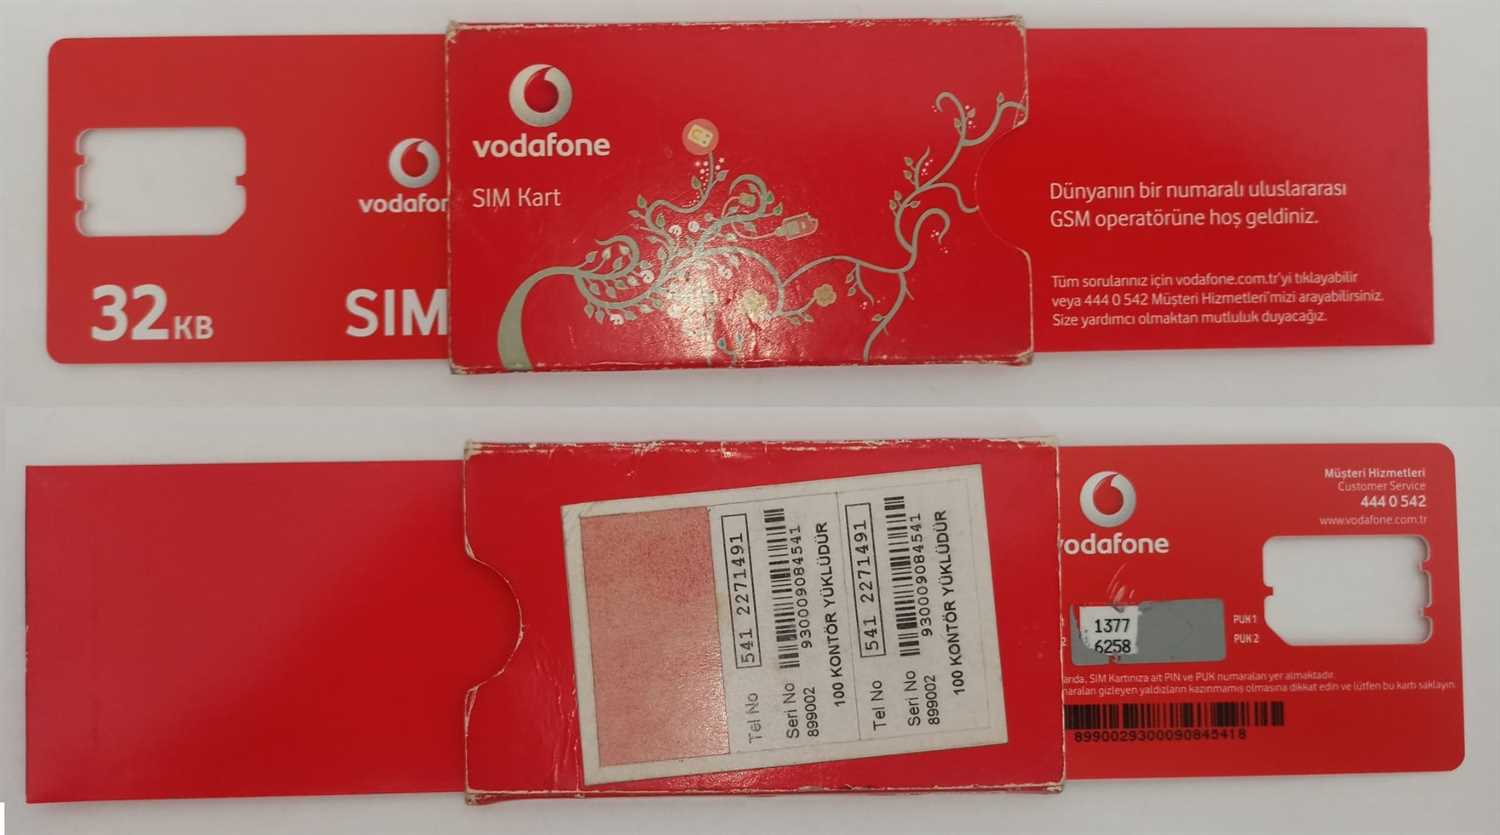 32KB
vodafon
SIM
vodafone
SIM Kart
Dünyanın bir numaralı uluslararası
GSM operatörüne hoş geldiniz.
Tüm sorularınız için vodafone.com.tr'yi tıklayabilir
veya 444 0 542 Müşteri Hizmetleri'mizi arayabilirsiniz.
Size yardımcı olmaktan mutluluk duyacağız.
Tel No 541 2271491
Seri No
899002 930009084541
100 KONTÖR YÜKLÜDÜR
Tel No 541 2271491
Seri No
899002 930009084541
100 KONTÖR YÜKLÜDÜR
vodafone
Müşteri Hizmetleri
Customer Service
444 0 542
www.vodafone.com.tr
1377
6258
PUK 1
PUK 2
SIM Kartınıza ait PIN ve PUK numaraları yer almaktadır.
gizleyen yaldızların kazınmamış olmasına dikkat edin ve lütfen bu kartı saklayın.
8990029300090845418